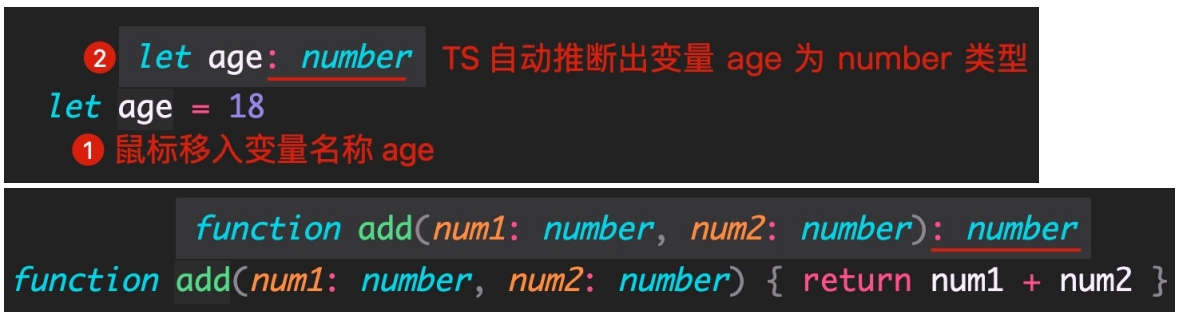 ② let age: number TS 自动推断出变量 age 为 number 类型
let age = 18
① 鼠标移入变量名称 age
function add(num1: number, num2: number): number
function add(num1: number, num2: number) { return num1 + num2 }